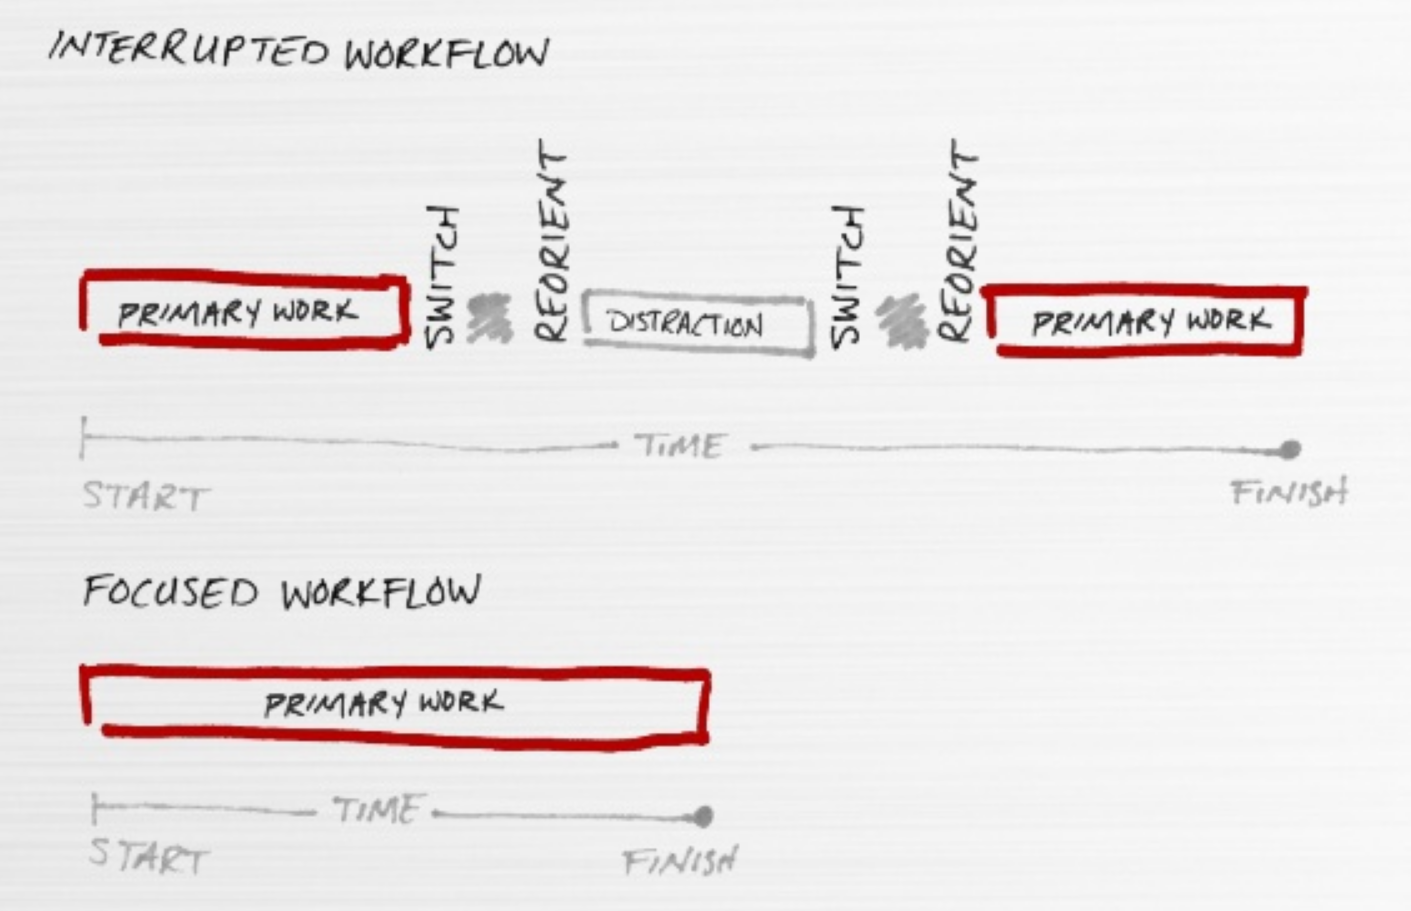 INTERRUPTED WORKFLOW
PRIMARY WORK
SWITCH
REORIENT
DISTRACTION
SWITCH
REORIENT
PRIMARY WORK
TIME
START
FINISH
FOCUSED WORKFLOW
PRIMARY WORK
TIME
START
FINISH